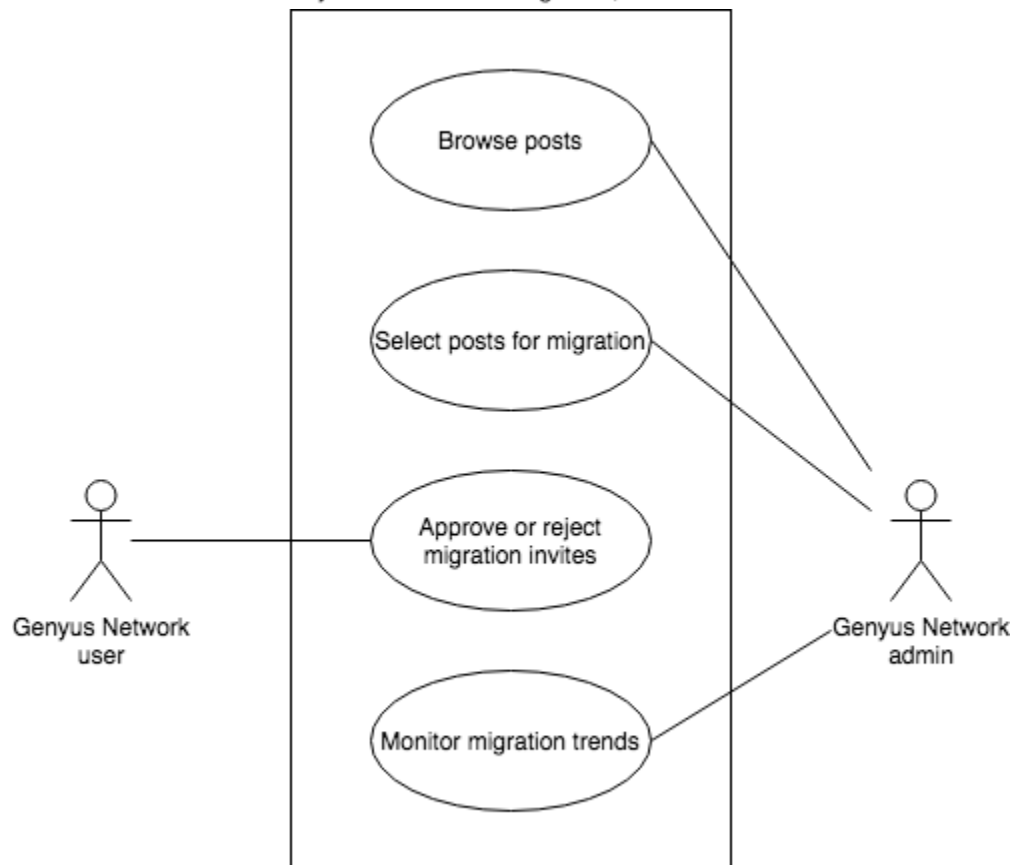 Browse posts
Select posts for migration
Approve or reject
migration invites
Genyus Network
user
Genyus Network
admin
Monitor migration trends